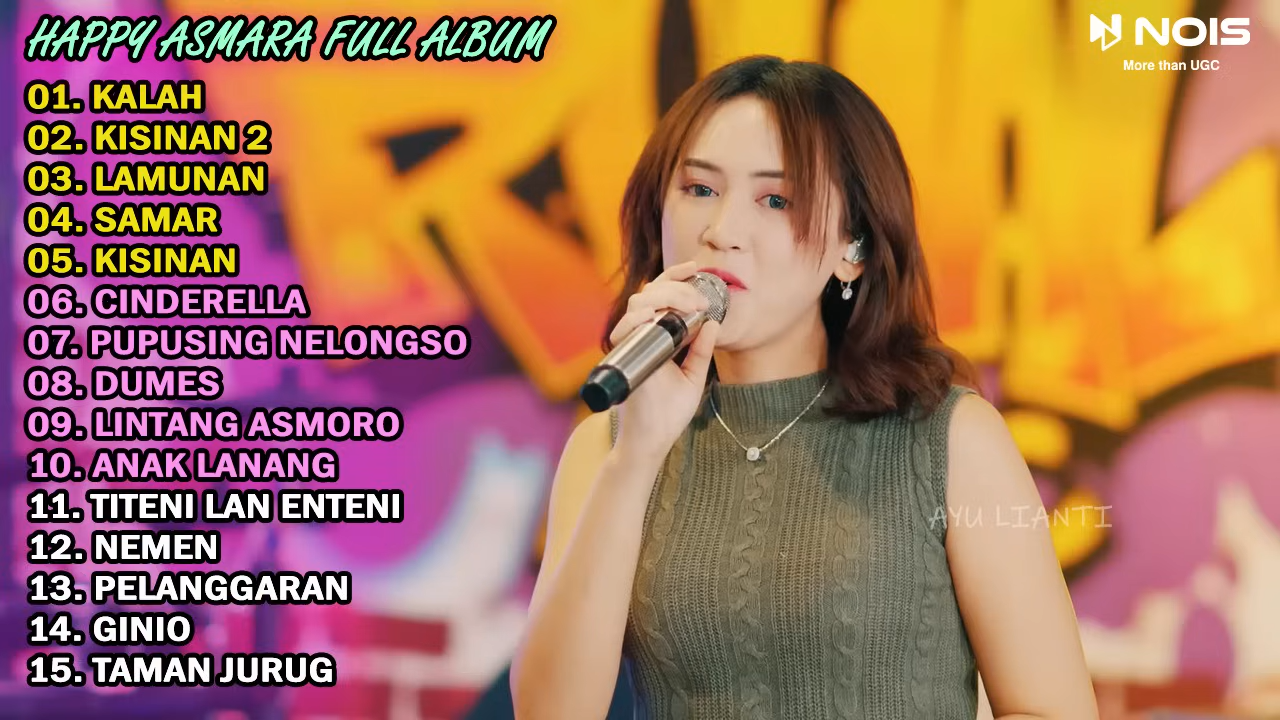 HAPPY ASMARA FULL ALBUM
NOIS
More than UGC
01. KALAH
02. KISINAN 2
03. LAMUNAN
04. SAMAR
05. KISINAN
06. CINDERELLA
07. PUPUSING NELONGSO
08. DUMES
09. LINTANG ASMORO
10. ANAK LANANG
11. TITENI LAN ENTENI
12. NEMEN
13. PELANGGARAN
14. GINIO
15. TAMAN JURUG
AYU LIANTI